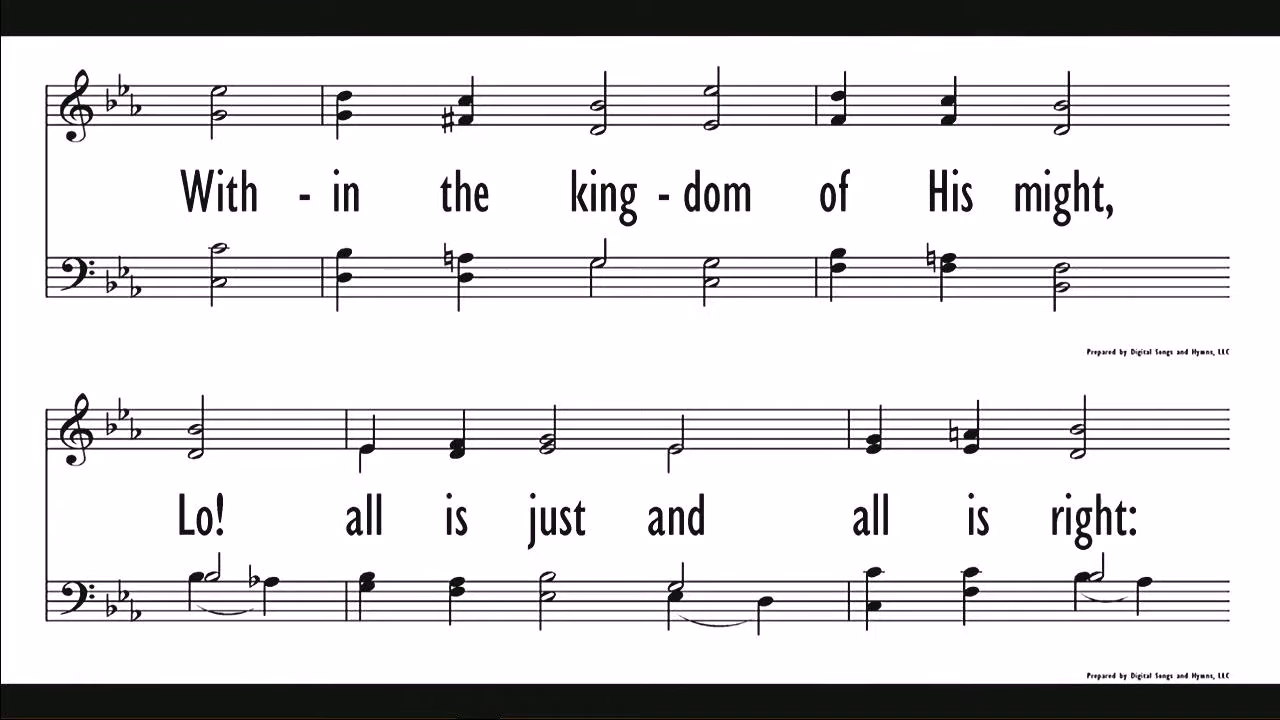 With - in the king - dom of His might,
Prepared by Digital Songs and Hymns, LLC
Lo! all is just and all is right:
Prepared by Digital Songs and Hymns, LLC